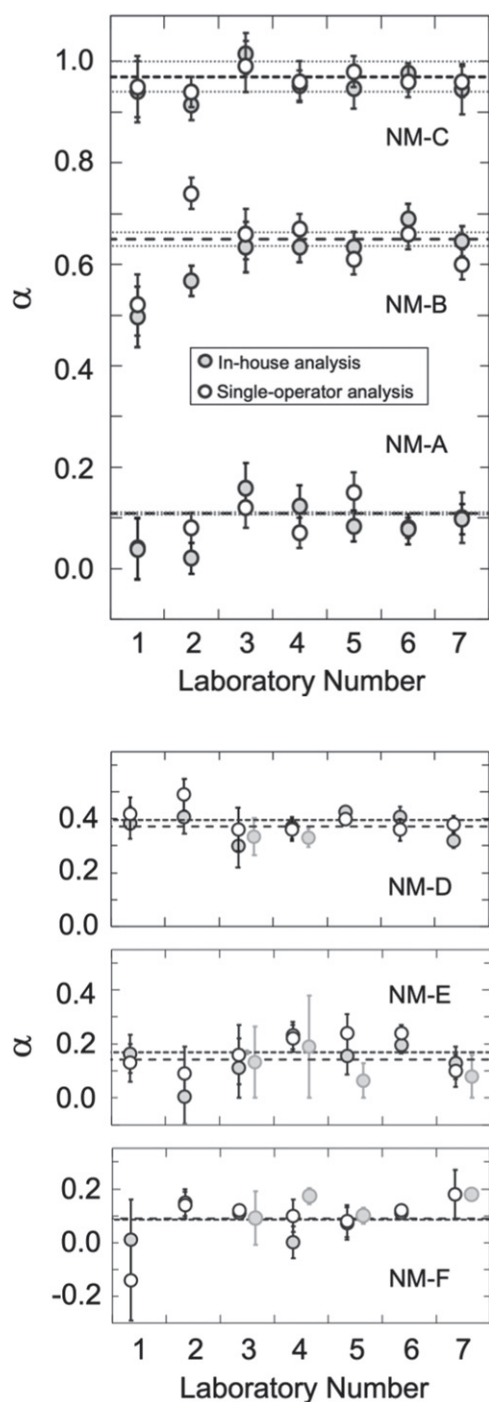 1.0
NM-C
0.8
α
0.6
NM-B
0.4
In-house analysis
Single-operator analysis
NM-A
0.2
0.0
1 2 3 4 5 6 7
Laboratory Number
0.4
0.2
NM-D
0.0
NM-E
0.4
α
0.2
0.0
0.2
0.0
NM-F
-0.2
1 2 3 4 5 6 7
Laboratory Number